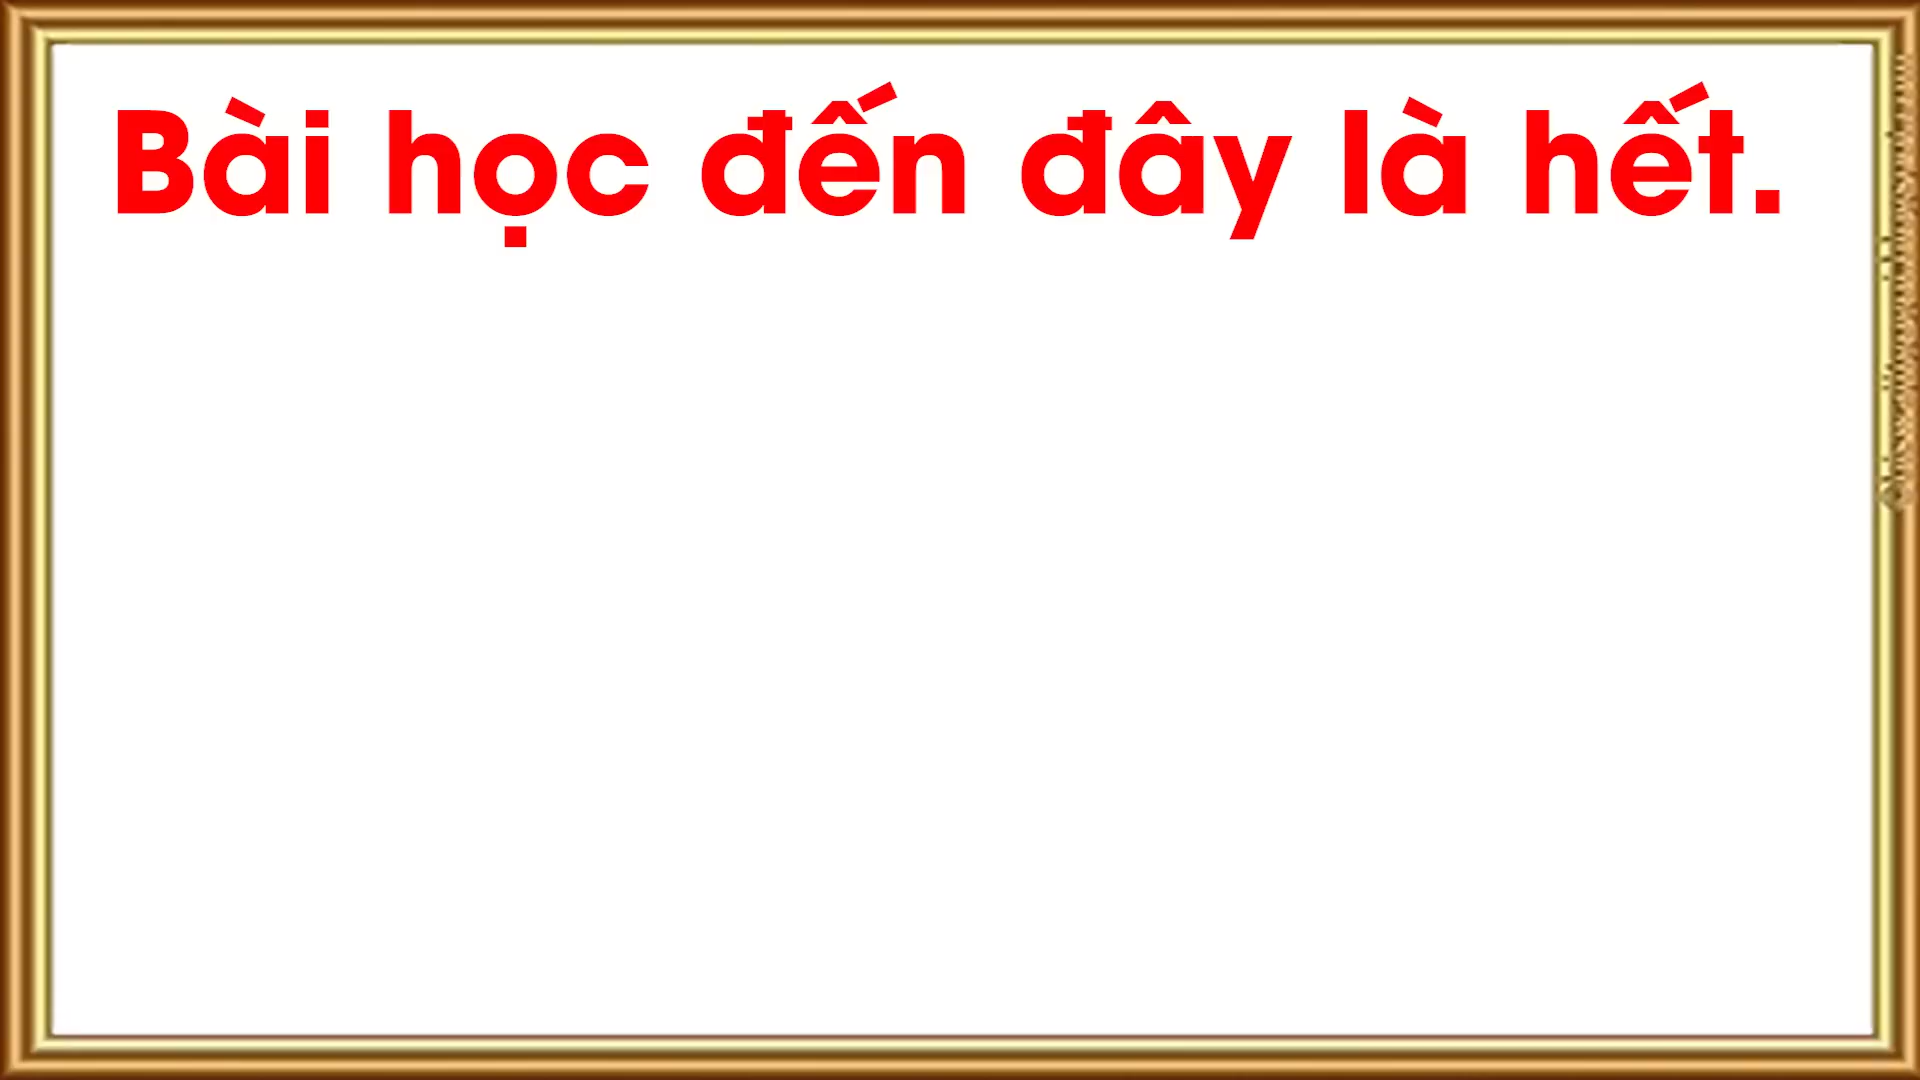 Bài học đến đây là hết.